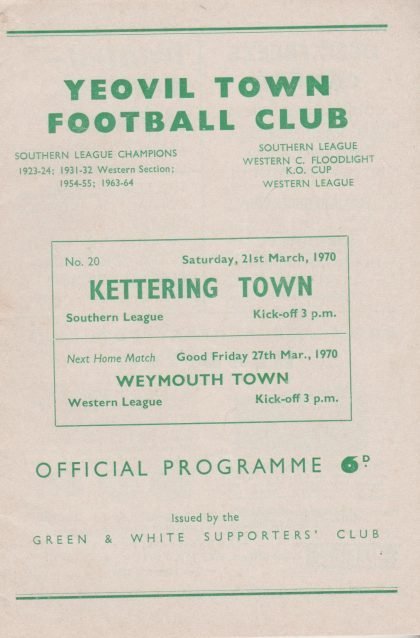 YEOVIL TOWN
FOOTBALL CLUB
SOUTHERN LEAGUE CHAMPIONS
1923-24; 1931-32 Western Section;
1954-55; 1963-64
SOUTHERN LEAGUE
WESTERN C. FLOODLIGHT
K.O. CUP
WESTERN LEAGUE
No. 20 Saturday, 21st March, 1970
KETTERING TOWN
Southern League Kick-off 3 p.m.
Next Home Match Good Friday 27th Mar., 1970
WEYMOUTH TOWN
Western League Kick-off 3 p.m.
OFFICIAL PROGRAMME 6D.
Issued by the
GREEN & WHITE SUPPORTERS' CLUB